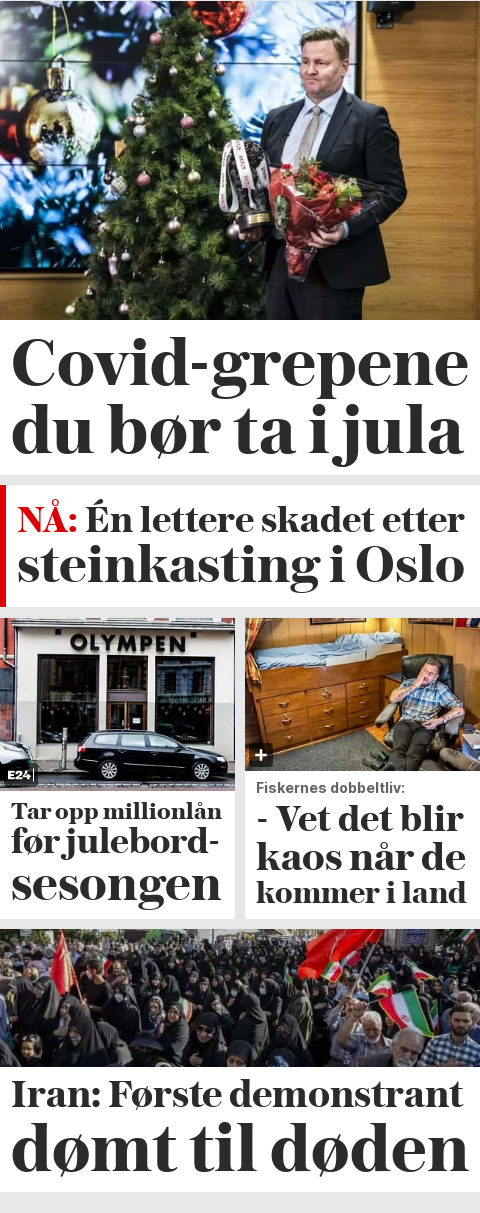 Covid-grepene
du bør ta i jula
NÅ: Én lettere skadet etter
steinkasting i Oslo
OLYMPEN
E24
Tar opp millionlån
før julebord-
sesongen
Fiskernes dobbeltliv:
- Vet det blir
kaos når de
kommer i land
Iran: Første demonstrant
dømt til døden